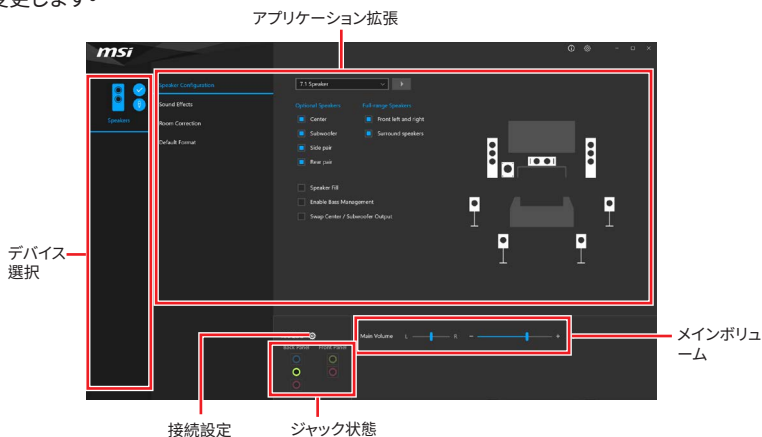 変更します。
アプリケーション拡張
msi
Speaker Configuration
Sound Effects
Room Correction
Default Format
Speakers
7.1 Speaker
Optional Speakers
Full-range Speakers
Center
Front left and right
Subwoofer
Surround speakers
Side pair
Rear pair
Speaker Fill
Enable Bass Management
Swap Center / Subwoofer Output
デバイス
選択
Main Volume L R - +
メインボリュ
ーム
Back Panel Front Panel
接続設定
ジャック状態